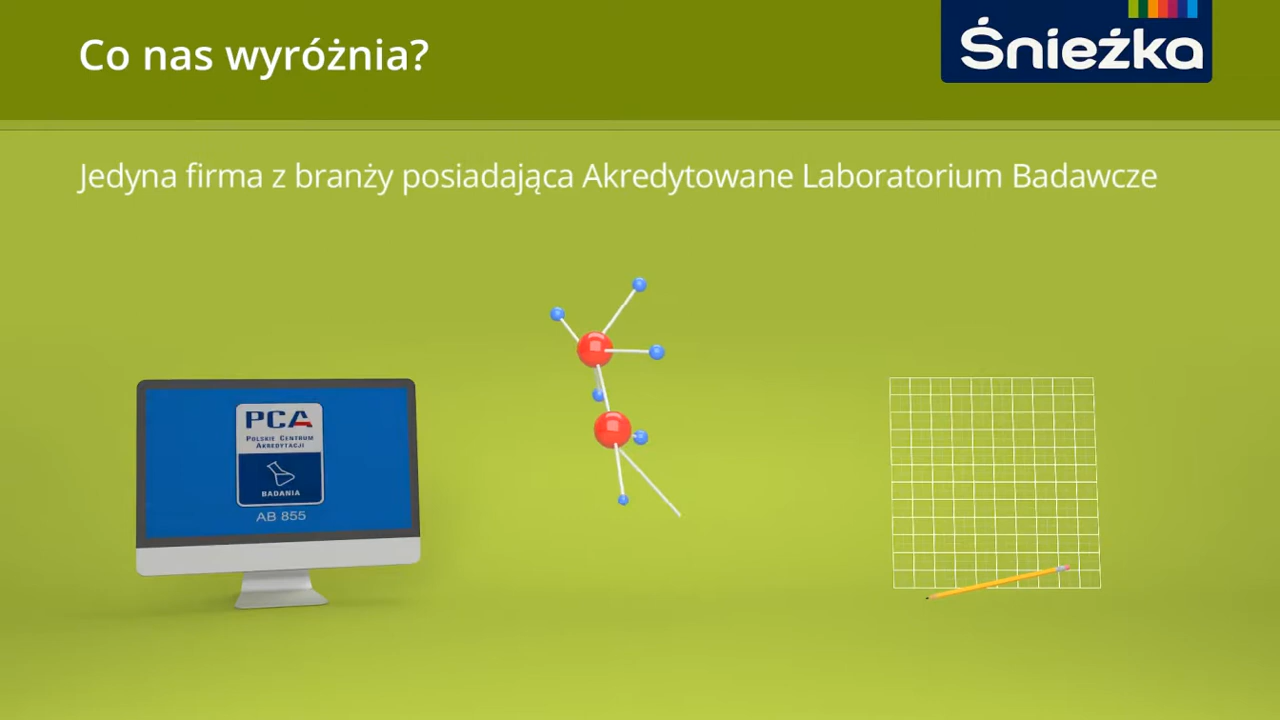 Co nas wyróżnia?
Śnieżka
Jedyna firma z branży posiadająca Akredytowane Laboratorium Badawcze
PCA
POLSKIE CENTRUM
AKREDYTACJI
BADANIA
AB 855